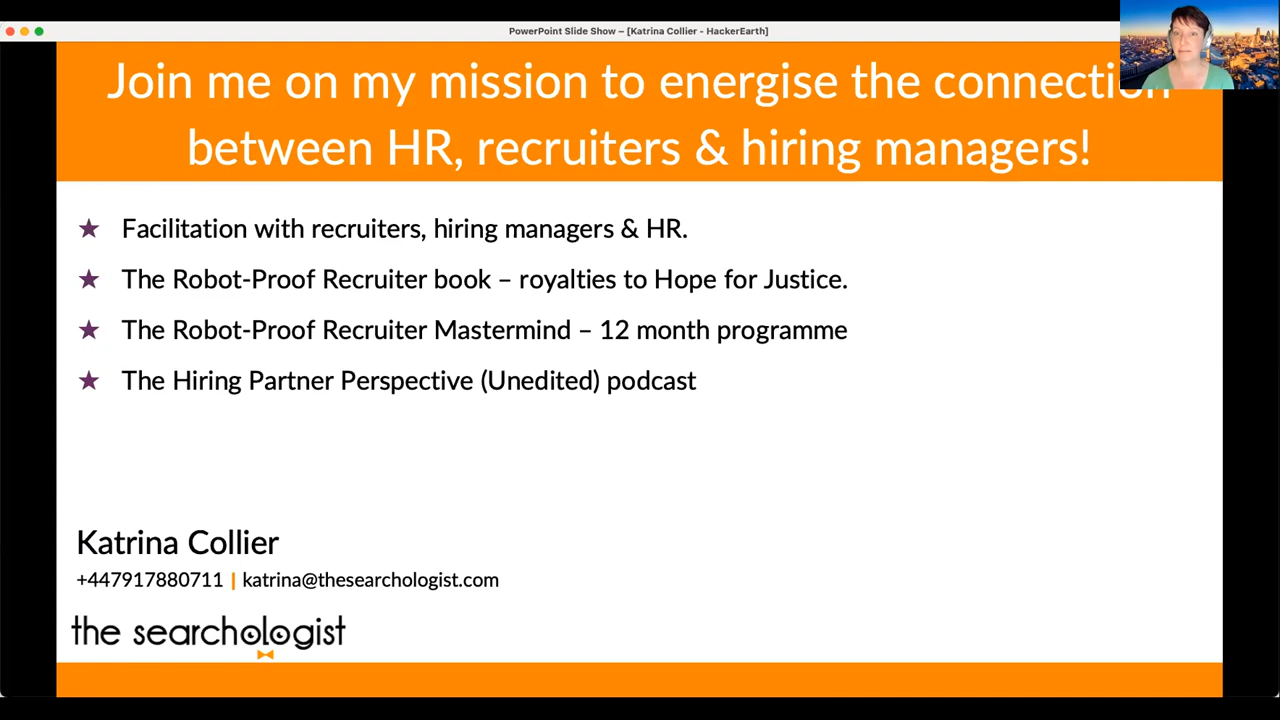 PowerPoint Slide Show – [Katrina Collier - HackerEarth]
Join me on my mission to energise the connection
between HR, recruiters & hiring managers!
★ Facilitation with recruiters, hiring managers & HR.
★ The Robot-Proof Recruiter book – royalties to Hope for Justice.
★ The Robot-Proof Recruiter Mastermind – 12 month programme
★ The Hiring Partner Perspective (Unedited) podcast
Katrina Collier
+447917880711 | katrina@thesearchologist.com
the searchologist